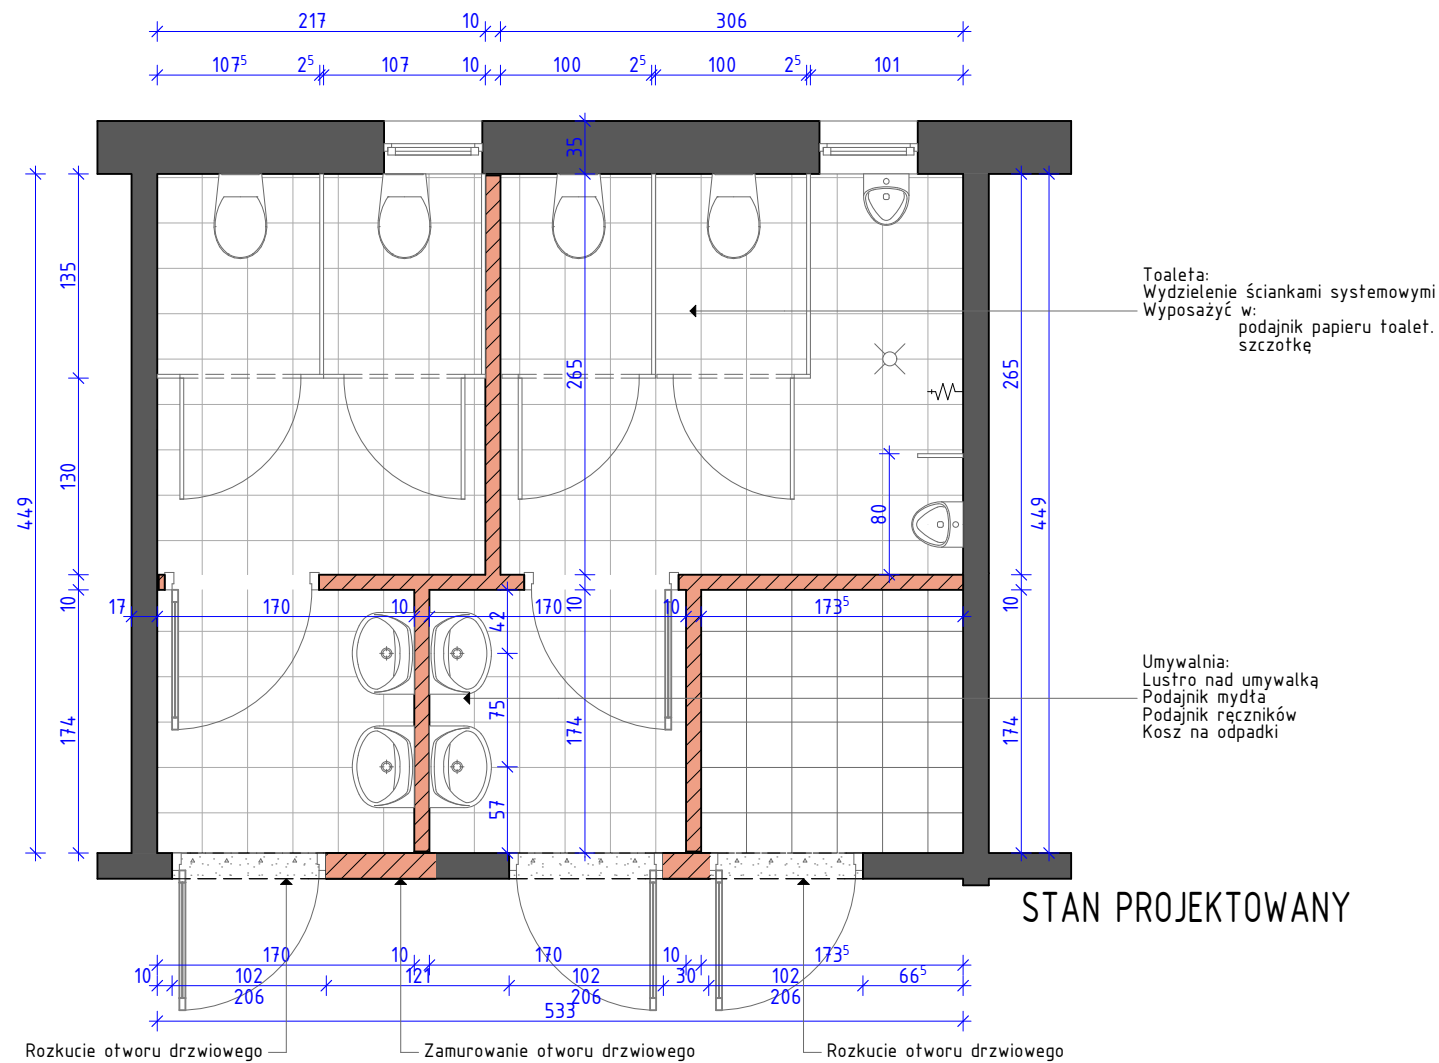 217 10 306
107⁵ 2⁵ 107 10 100 2⁵ 100 2⁵ 101
35
135
265
265
130
449
80
449
10
17 170 10 170 10 10 173⁵ 10
42
75
174
174
174
57
Toaleta:
Wydzielenie ściankami systemowymi
Wyposażyć w:
podajnik papieru toalet.
szczotkę
Umywalnia:
Lustro nad umywalką
Podajnik mydła
Podajnik ręczników
Kosz na odpadki
STAN PROJEKTOWANY
170 10 170 10 173⁵
10 102 121 102 30 102 66⁵
206 206 206
533
Rozkucie otworu drzwiowego
Zamurowanie otworu drzwiowego
Rozkucie otworu drzwiowego